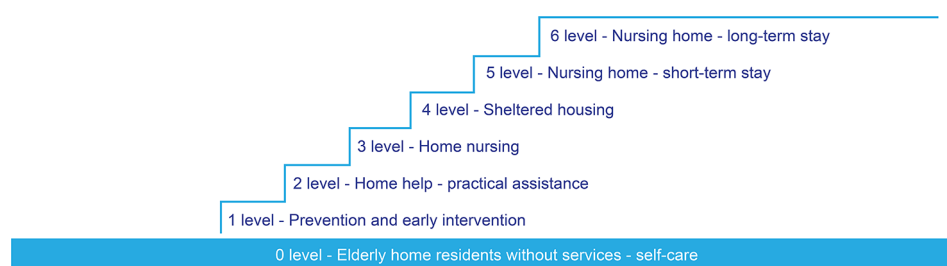 6 level - Nursing home - long-term stay
5 level - Nursing home - short-term stay
4 level - Sheltered housing
3 level - Home nursing
2 level - Home help - practical assistance
1 level - Prevention and early intervention
0 level - Elderly home residents without services - self-care